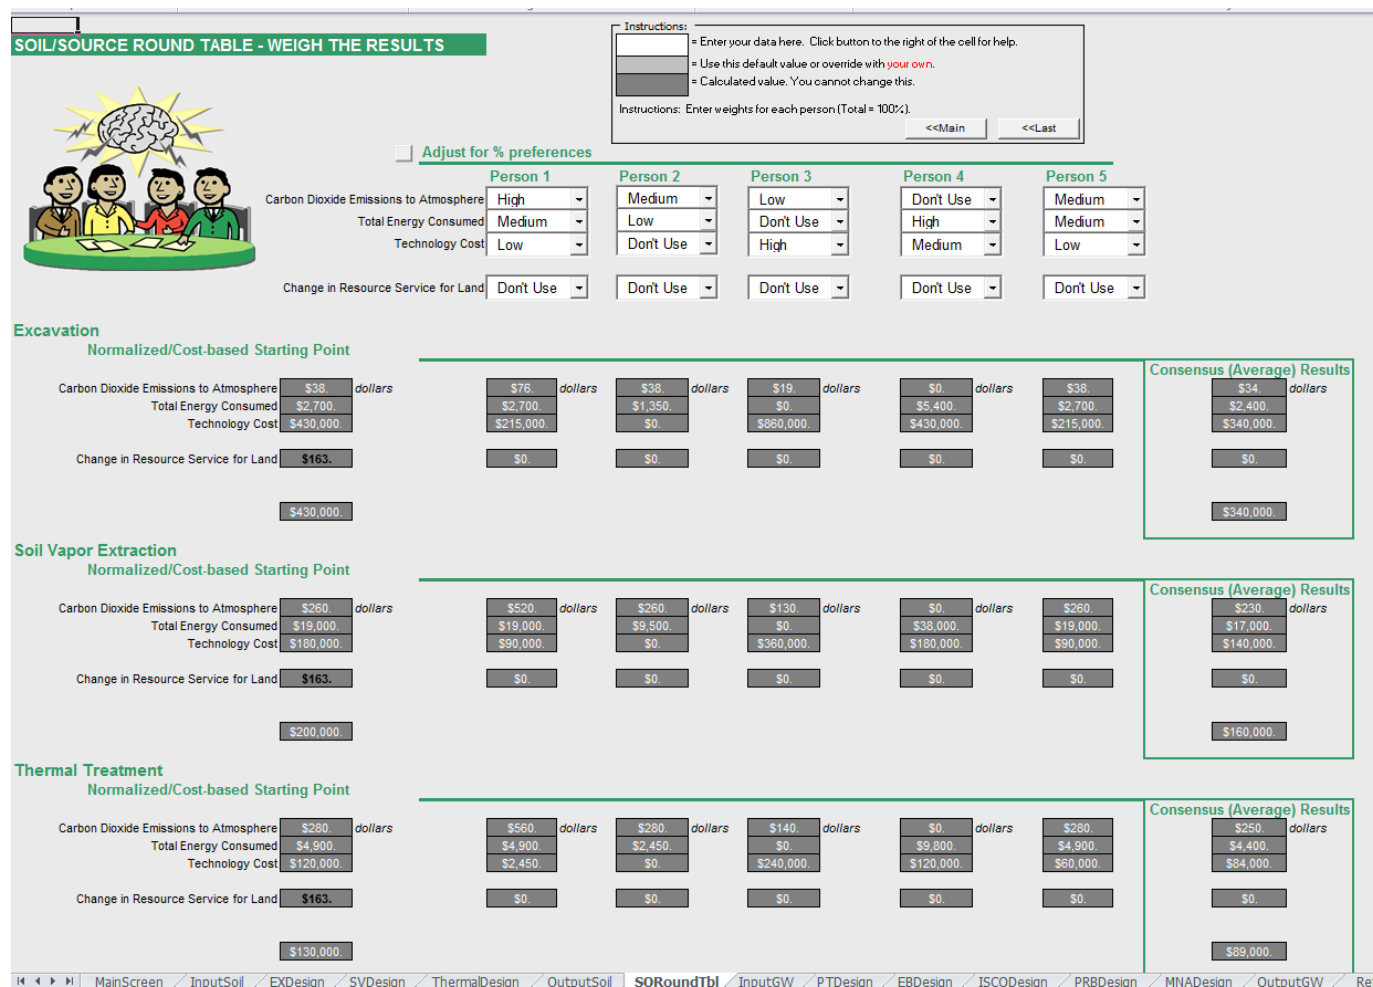 SOIL/SOURCE ROUND TABLE - WEIGH THE RESULTS
Instructions:
= Enter your data here. Click button to the right of the cell for help.
= Use this default value or override with your own.
= Calculated value. You cannot change this.
Instructions: Enter weights for each person (Total = 100%).
<<Main <<Last
Adjust for % preferences
Person 1 Person 2 Person 3 Person 4 Person 5
Carbon Dioxide Emissions to Atmosphere High Medium Low Don't Use Medium
Total Energy Consumed Medium Low Don't Use High Medium
Technology Cost Low Don't Use High Medium Low
Change in Resource Service for Land Don't Use Don't Use Don't Use Don't Use Don't Use
Excavation
Normalized/Cost-based Starting Point
Consensus (Average) Results
Carbon Dioxide Emissions to Atmosphere $38. dollars $76. dollars $38. dollars $19. dollars $0. dollars $38. $34. dollars
Total Energy Consumed $2,700. $2,700. $1,350. $0. $5,400. $2,700. $2,400.
Technology Cost $430,000. $215,000. $0. $860,000. $430,000. $215,000. $340,000.
Change in Resource Service for Land $163. $0. $0. $0. $0. $0. $0.
$430,000. $340,000.
Soil Vapor Extraction
Normalized/Cost-based Starting Point
Consensus (Average) Results
Carbon Dioxide Emissions to Atmosphere $260. dollars $520. dollars $260. dollars $130. dollars $0. dollars $260. $230. dollars
Total Energy Consumed $19,000. $19,000. $9,500. $0. $38,000. $19,000. $17,000.
Technology Cost $180,000. $90,000. $0. $360,000. $180,000. $90,000. $140,000.
Change in Resource Service for Land $163. $0. $0. $0. $0. $0. $0.
$200,000. $160,000.
Thermal Treatment
Normalized/Cost-based Starting Point
Consensus (Average) Results
Carbon Dioxide Emissions to Atmosphere $280. dollars $560. dollars $280. dollars $140. dollars $0. dollars $280. $250. dollars
Total Energy Consumed $4,900. $4,900. $2,450. $0. $9,800. $4,900. $4,400.
Technology Cost $120,000. $2,450. $0. $240,000. $120,000. $60,000. $84,000.
Change in Resource Service for Land $163. $0. $0. $0. $0. $0. $0.
$130,000. $89,000.
MainScreen InputSoil EXDesign SVDesign ThermalDesign OutputSoil SORoundTbl InputGW PTDesign EBDesign ISCODesign PRBDesign MNADesign OutputGW Re